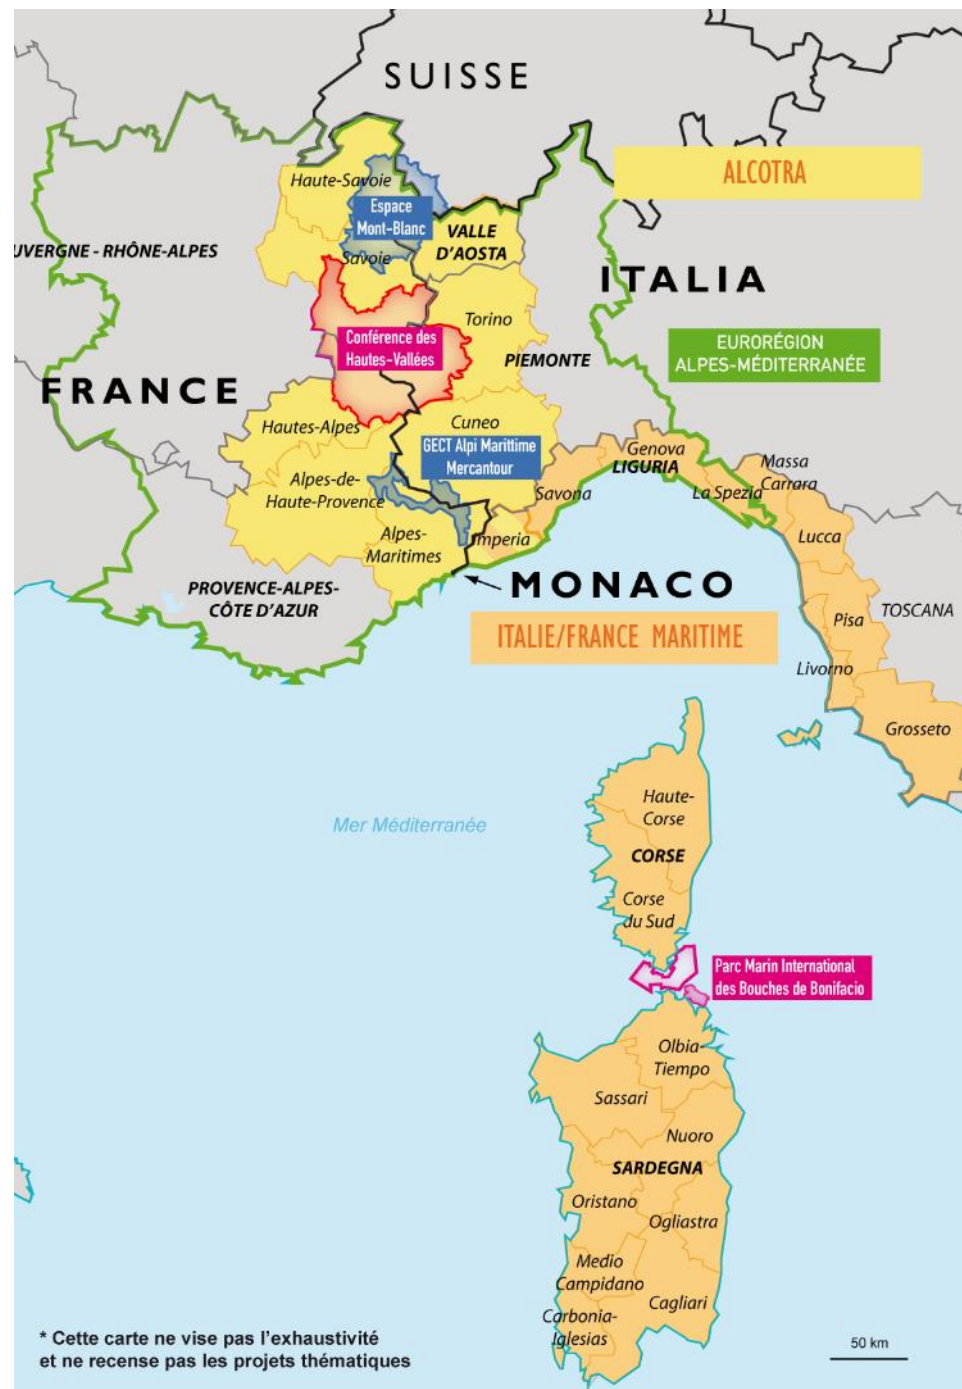 SUISSE
ALCOTRA
Haute-Savoie
Espace
Mont-Blanc
VALLE
D'AOSTA
UVERGNE - RHÔNE-ALPES
Savoie
ITALIA
Torino
Conférence des
Hautes-Vallées
PIEMONTE
EURORÉGION
ALPES-MÉDITERRANÉE
FRANCE
Hautes-Alpes
Cuneo
GECT Alpi Marittime
Mercantour
Genova
LIGURIA
Massa
Carrara
Alpes-de-
Haute-Provence
Savona
La Spezia
Alpes-
Maritimes
Imperia
Lucca
PROVENCE-ALPES-
CÔTE D'AZUR
MONACO
TOSCANA
ITALIE/FRANCE MARITIME
Pisa
Livorno
Grosseto
Mer Méditerranée
Haute-
Corse
CORSE
Corse
du Sud
Parc Marin International
des Bouches de Bonifacio
Olbia-
Tiempo
Sassari
Nuoro
SARDEGNA
Oristano
Ogliastra
Medio
Campidano
Cagliari
Carbonia-
Iglesias
* Cette carte ne vise pas l'exhaustivité
et ne recense pas les projets thématiques
50 km